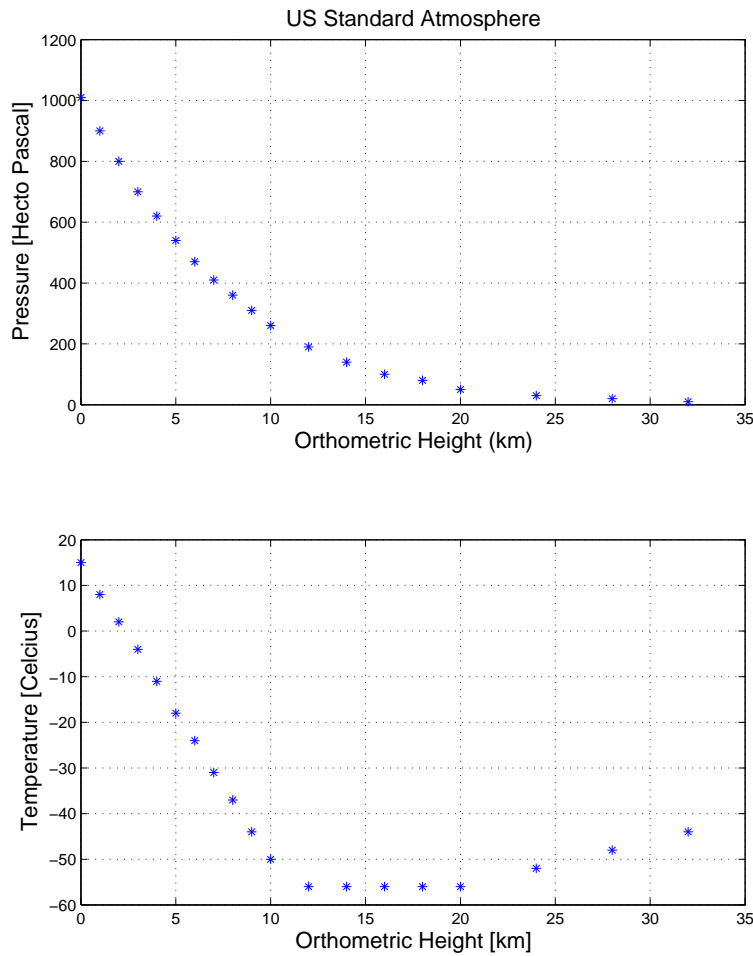 US Standard Atmosphere
1200
1000
800
600
400
200
0
Pressure [Hecto Pascal]
0 5 10 15 20 25 30 35
Orthometric Height (km)
20
10
0
−10
−20
−30
−40
−50
−60
Temperature [Celcius]
0 5 10 15 20 25 30 35
Orthometric Height [km]